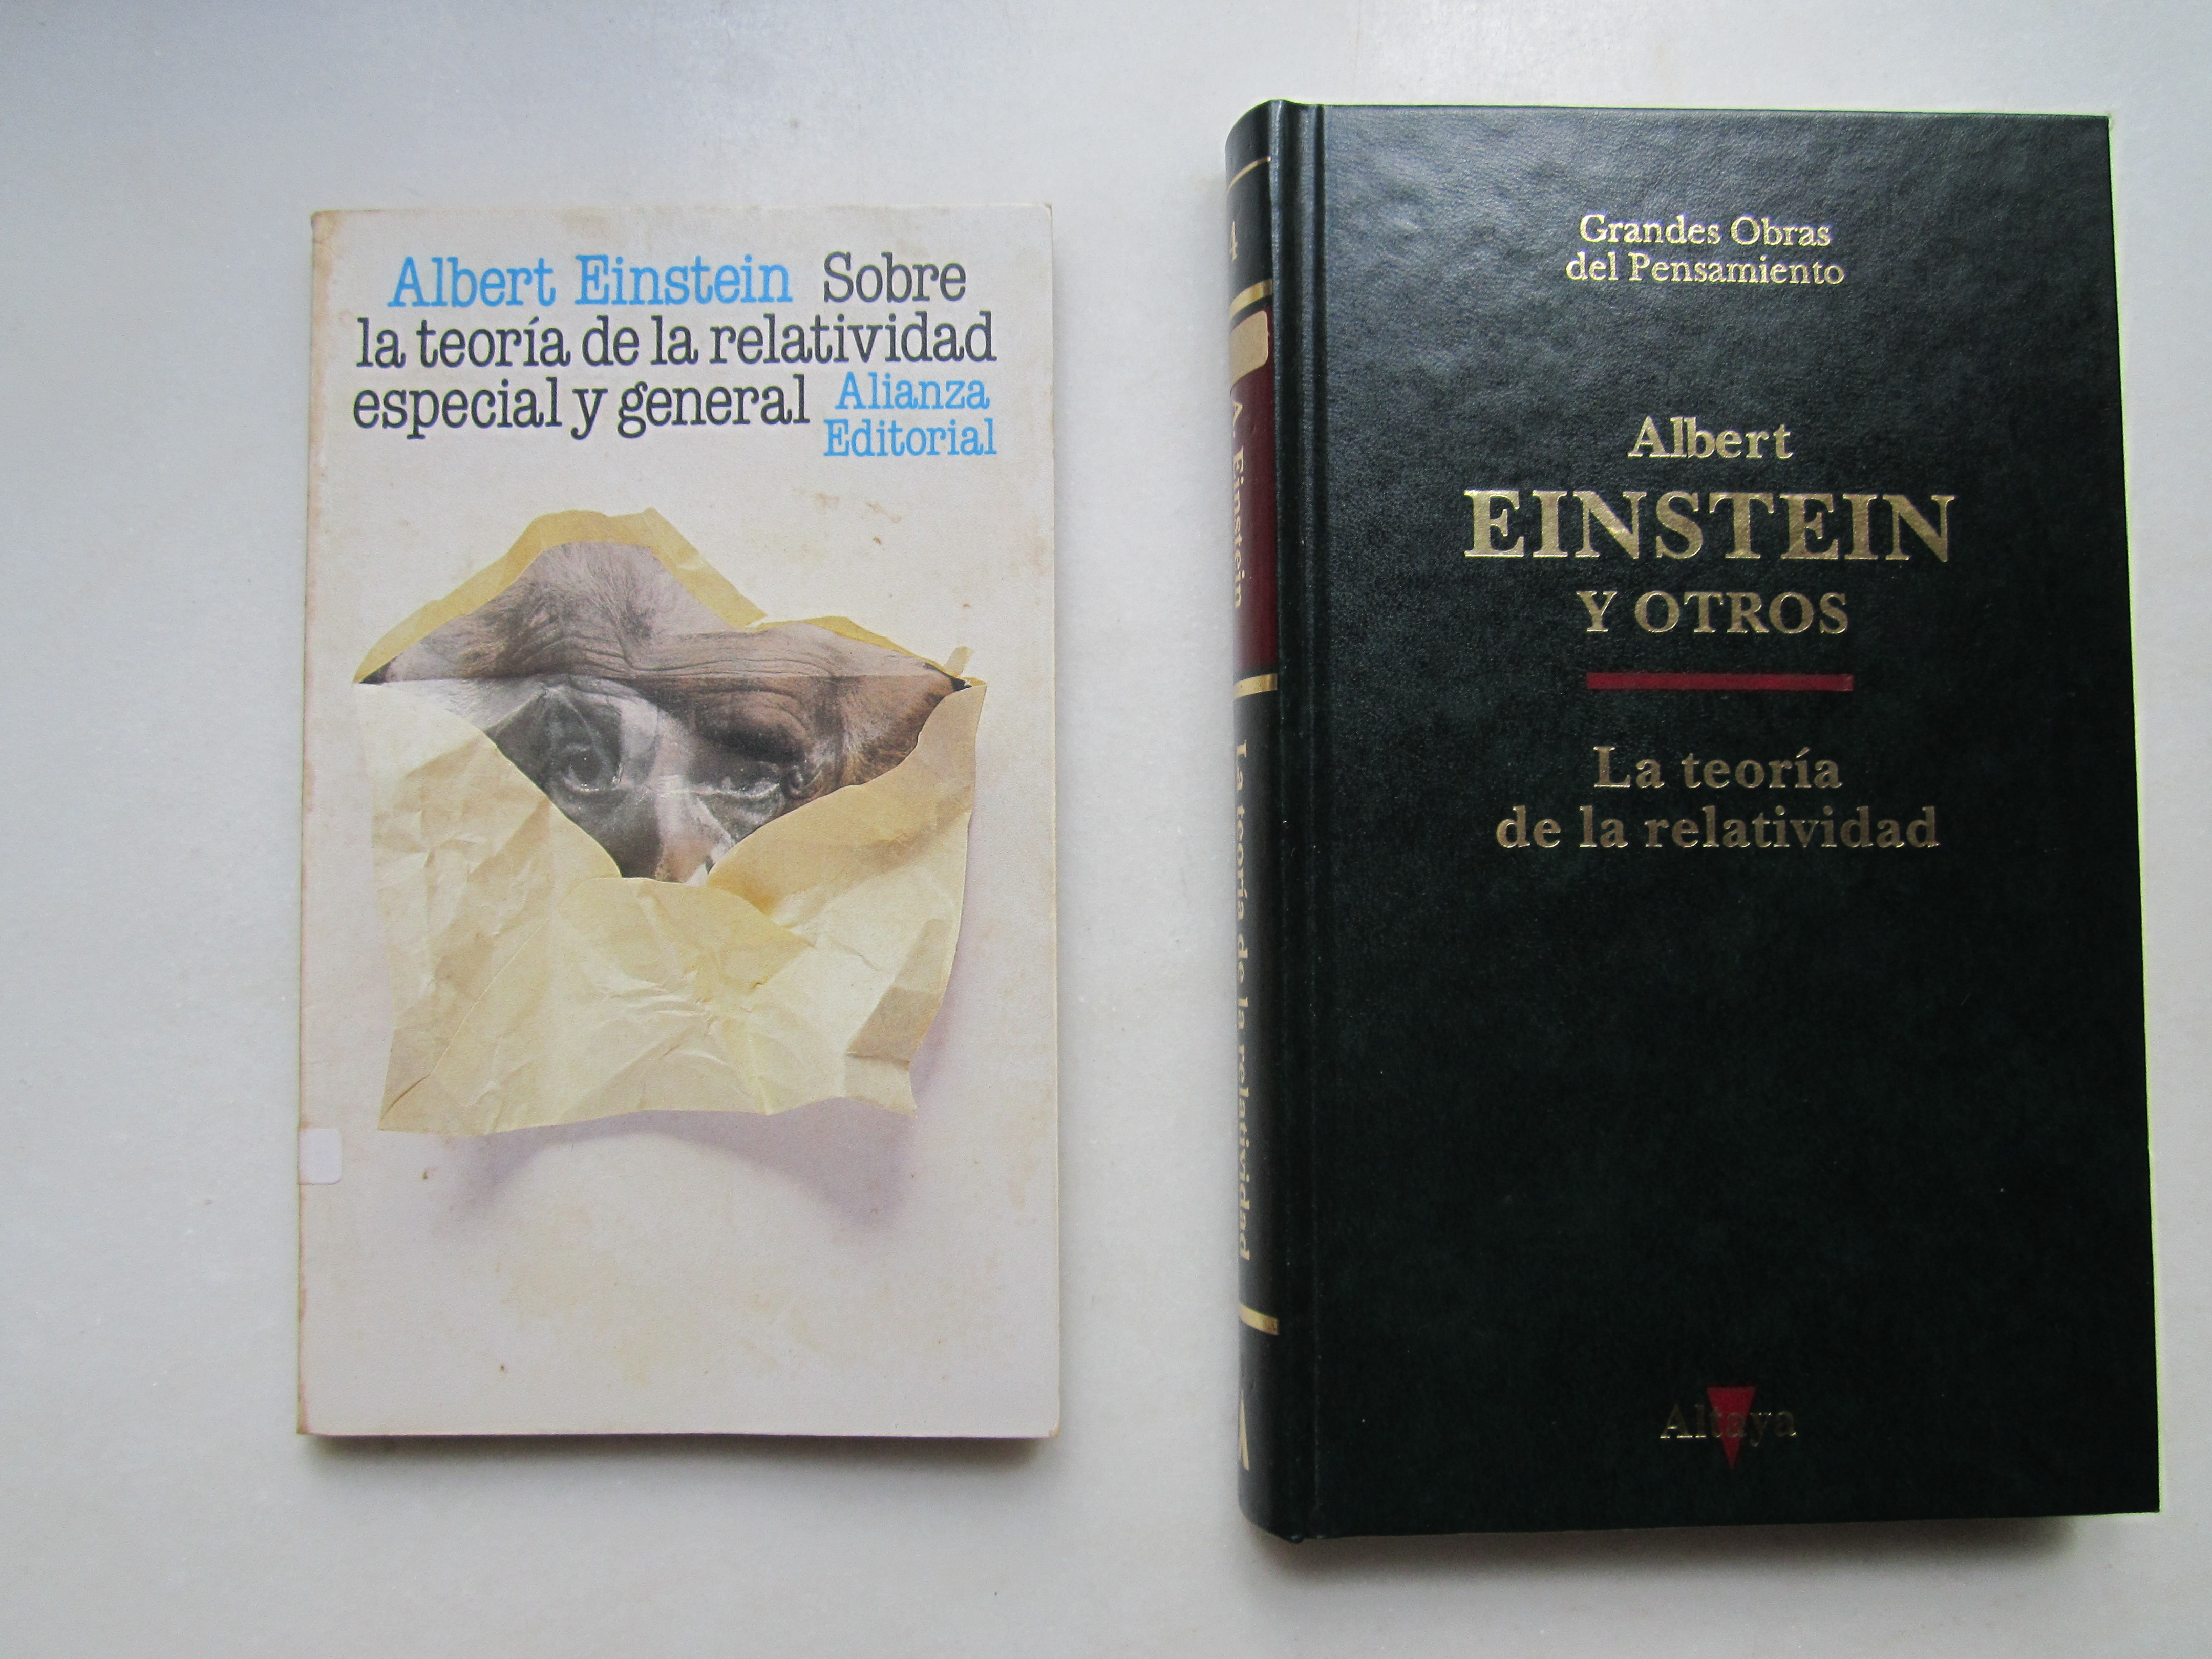 Albert Einstein Sobre
la teoría de la relatividad
especial y general Alianza
Editorial
A. Einstein
La teoría de la relatividad
Grandes Obras
del Pensamiento
Albert
EINSTEIN
Y OTROS
La teoría
de la relatividad
Altaya